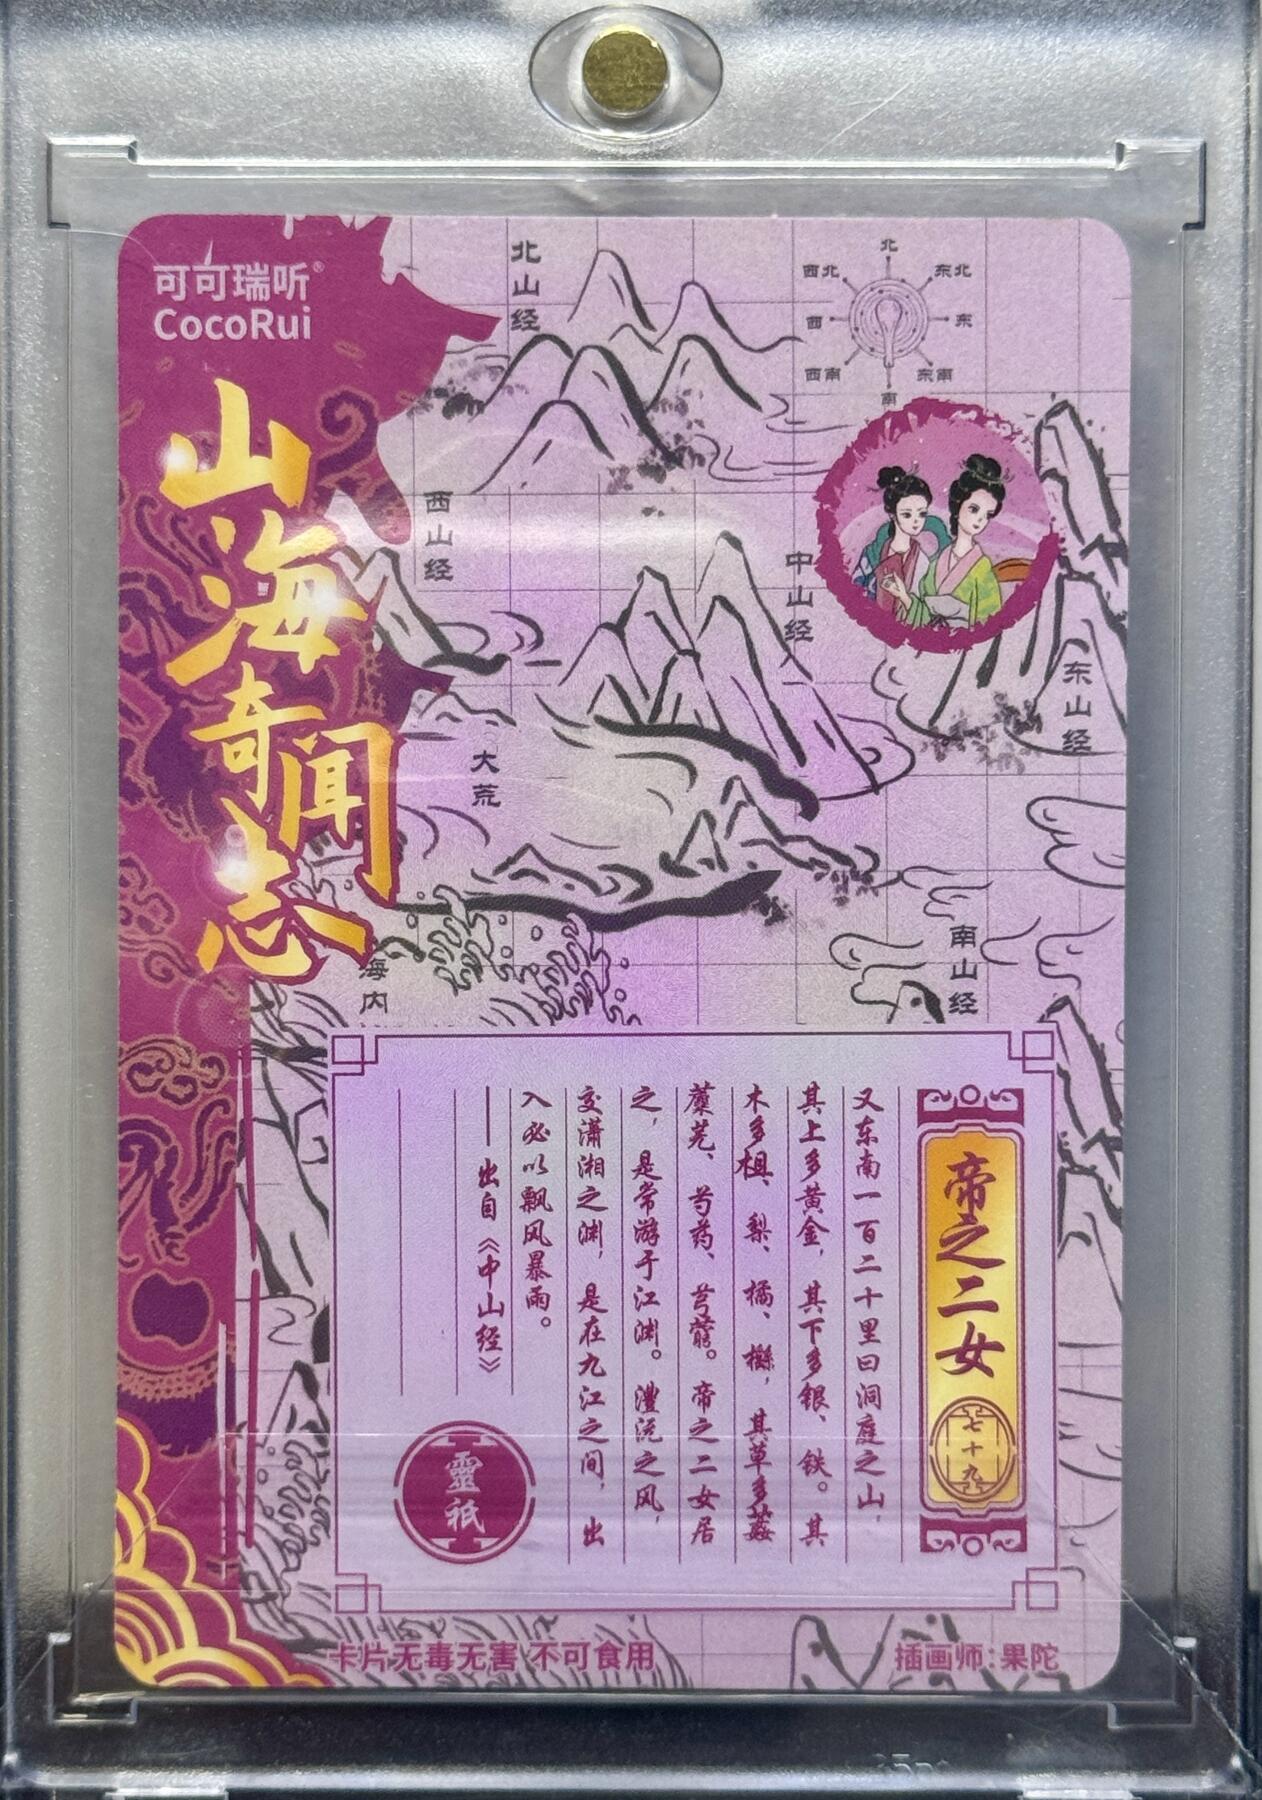 可可瑞听®
CocoRui
山海奇闻志
北山经
北
东北
东
东南
南
西南
西
西北
西山经
中山经
东山经
大荒
南山经
海内
帝之二女
七十九
又东南一百二十里曰洞庭之山，
其上多黄金，其下多银、铁。其
木多柤、梨、橘、櫾，其草多葌、
蘪芜、芍药、芎藭。帝之二女居
之，是常游于江渊。澧沅之风，
交潇湘之渊，是在九江之间，出
入必以飘风暴雨。
——出自《中山经》
靈祇
卡片无毒无害 不可食用
插画师：果陀